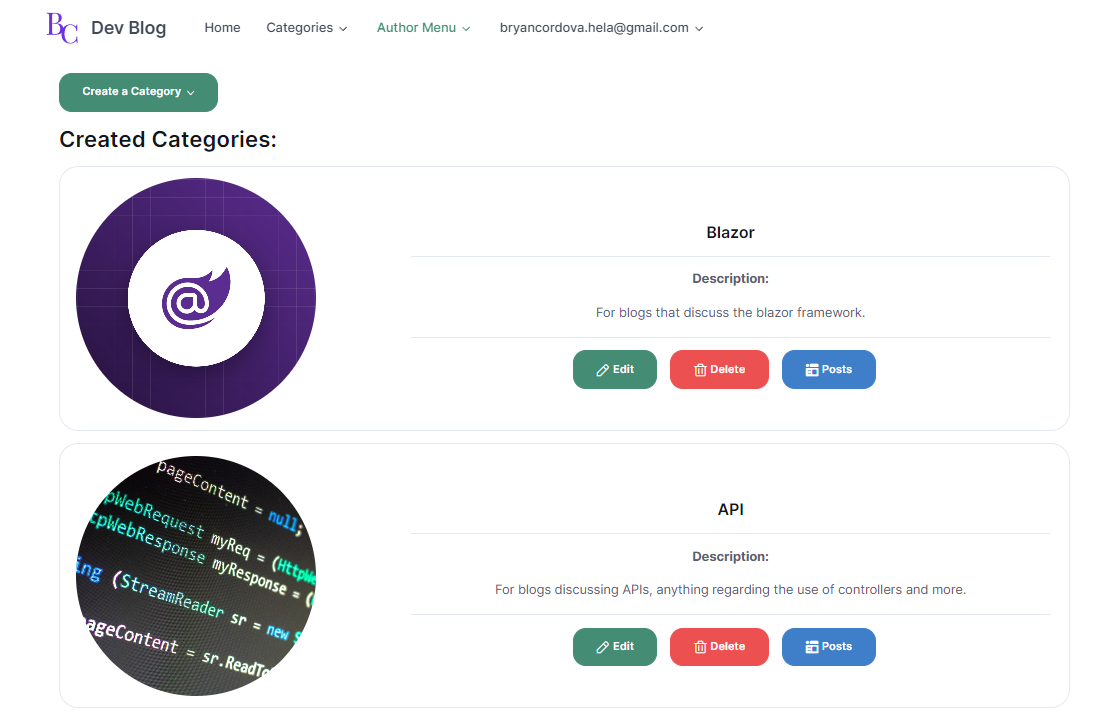 BC Dev Blog Home Categories Author Menu bryancordova.hela@gmail.com
Create a Category
Created Categories:
Blazor
Description:
For blogs that discuss the blazor framework.
Edit Delete Posts
pageContent = null;
pWebRequest myReq = (HttpWe
tpWebResponse myResponse = (
ing (StreamReader sr = new S
ageContent = sr.ReadTo
API
Description:
For blogs discussing APIs, anything regarding the use of controllers and more.
Edit Delete Posts